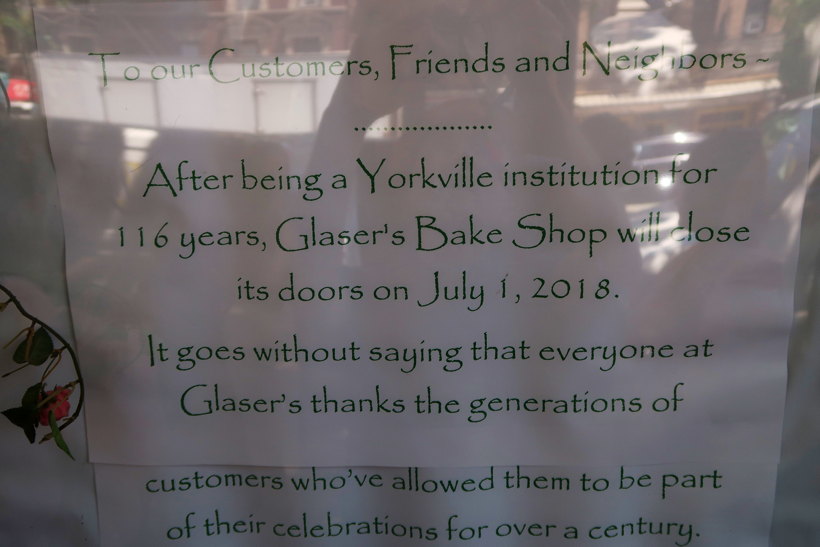 To our Customers, Friends and Neighbors ~
....................
After being a Yorkville institution for
116 years, Glaser's Bake Shop will close
its doors on July 1, 2018.
It goes without saying that everyone at
Glaser's thanks the generations of
customers who've allowed them to be part
of their celebrations for over a century.